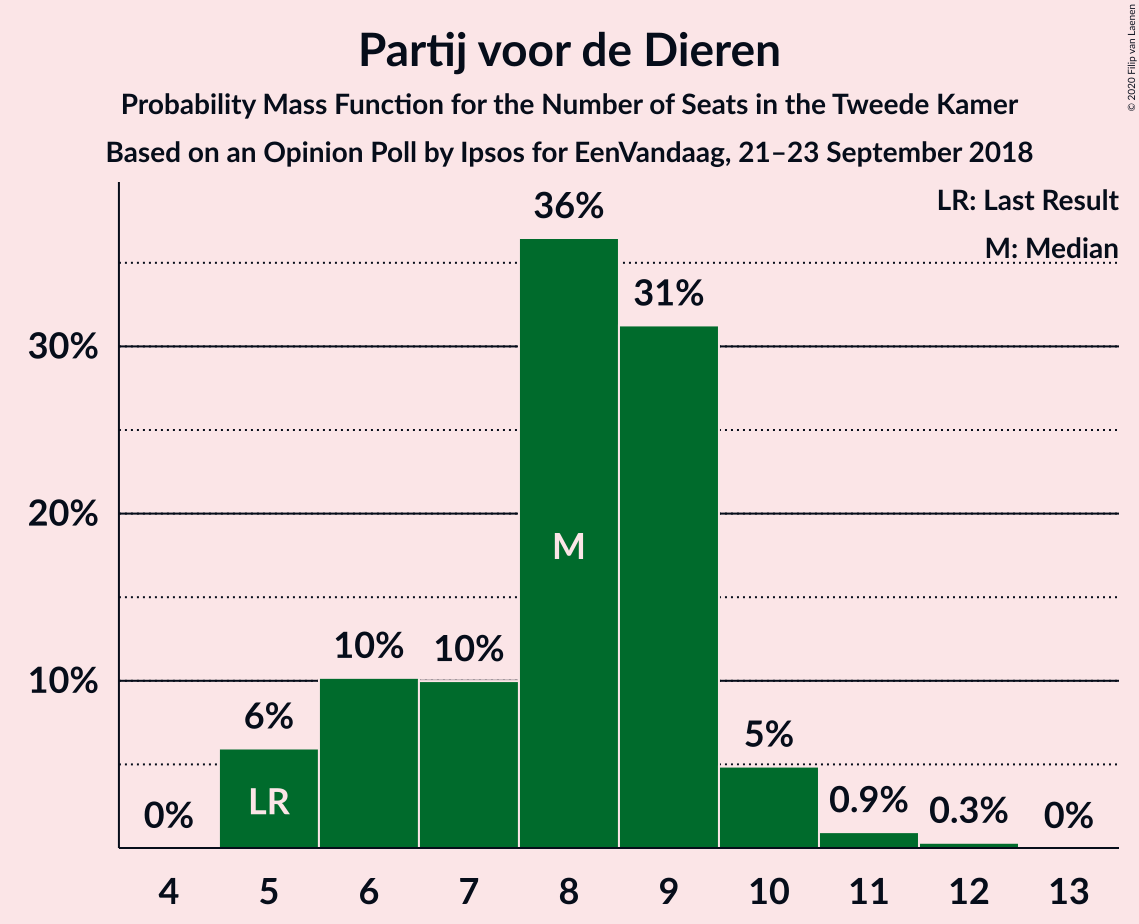 Partij voor de Dieren
Probability Mass Function for the Number of Seats in the Tweede Kamer
Based on an Opinion Poll by Ipsos for EenVandaag, 21–23 September 2018
© 2020 Filip van Laenen
LR: Last Result
M: Median
36%
31%
30%
20%
M
10%
10%
10%
6%
5%
LR
0%
0.9%
0.3%
0%
4 5 6 7 8 9 10 11 12 13